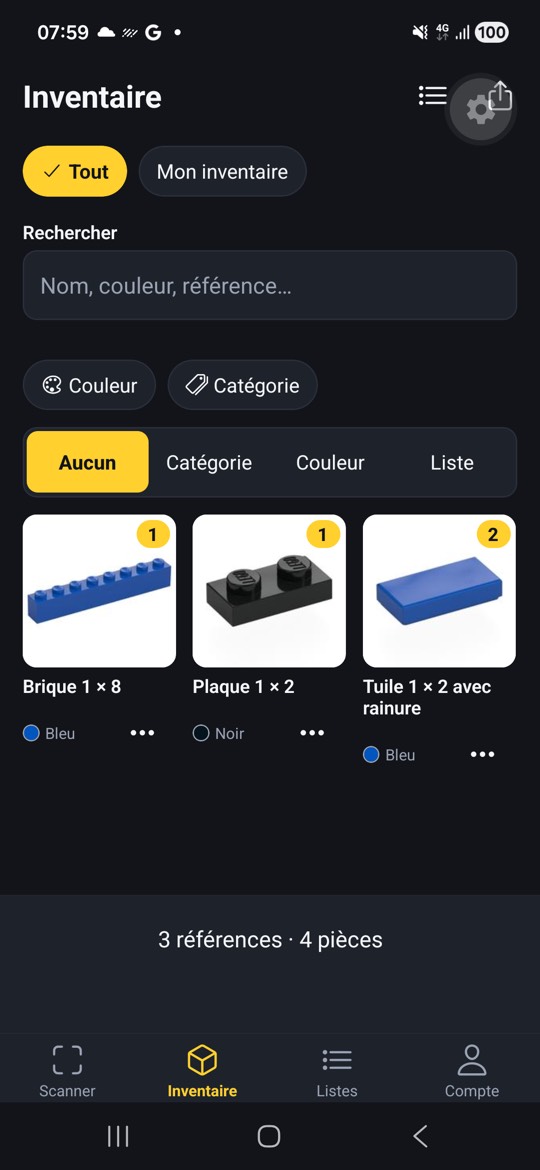 07:59
G
4G
100
Inventaire
Tout
Mon inventaire
Rechercher
Nom, couleur, référence…
Couleur
Catégorie
Aucun
Catégorie
Couleur
Liste
1
1
2
Brique 1 × 8
Plaque 1 × 2
Tuile 1 × 2 avec
rainure
Bleu
Noir
Bleu
3 références · 4 pièces
Scanner
Inventaire
Listes
Compte